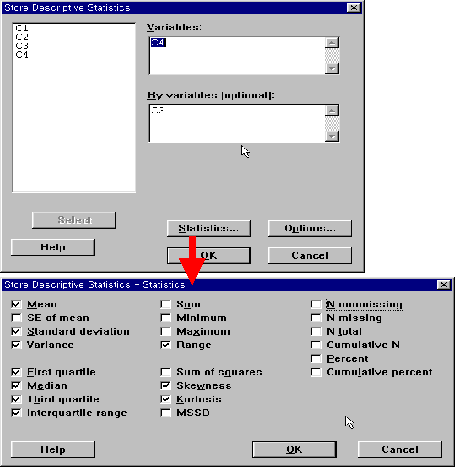 Store Descriptive Statistics
C1
C2
C3
C4
Variables:
C4
By variables (optional):
C3
Select
Statistics...
Options...
Help
OK
Cancel
Store Descriptive Statistics - Statistics
Mean
SE of mean
Standard deviation
Variance
First quartile
Median
Third quartile
Interquartile range
Sum
Minimum
Maximum
Range
Sum of squares
Skewness
Kurtosis
MSSD
N nonmissing
N missing
N total
Cumulative N
Percent
Cumulative percent
Help
OK
Cancel